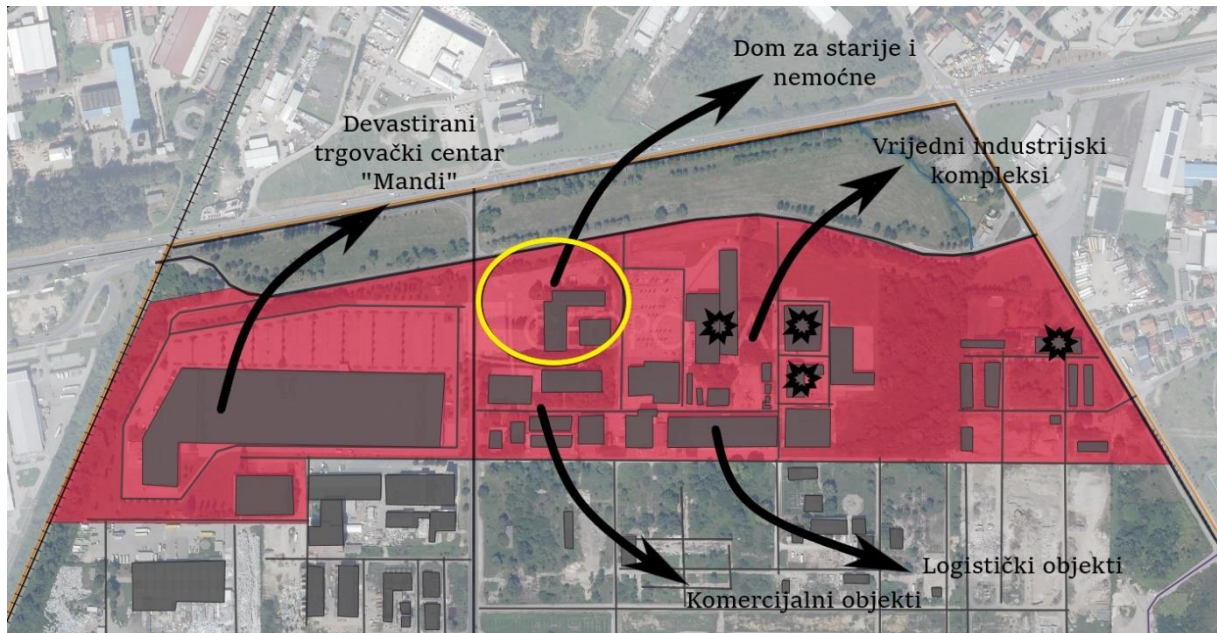 Dom za starije i
nemoćne
Devastirani
trgovački centar
"Mandi"
Vrijedni industrijski
kompleksi
Logistički objekti
Komercijalni objekti